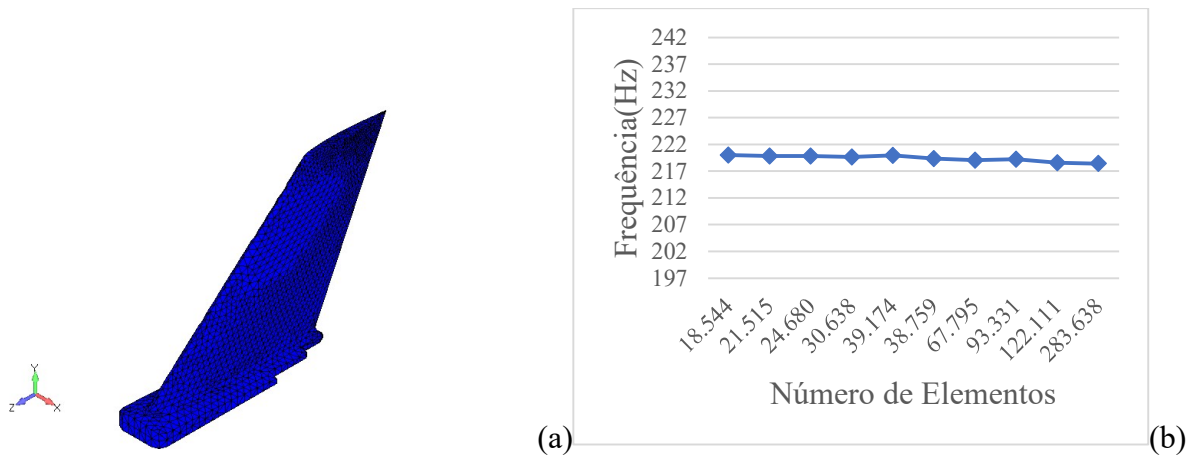 Y
Z
X
(a)
Frequência(Hz)
242
237
232
227
222
217
212
207
202
197
18.544
21.515
24.680
30.638
39.174
38.759
67.795
93.331
122.111
283.638
Número de Elementos
(b)